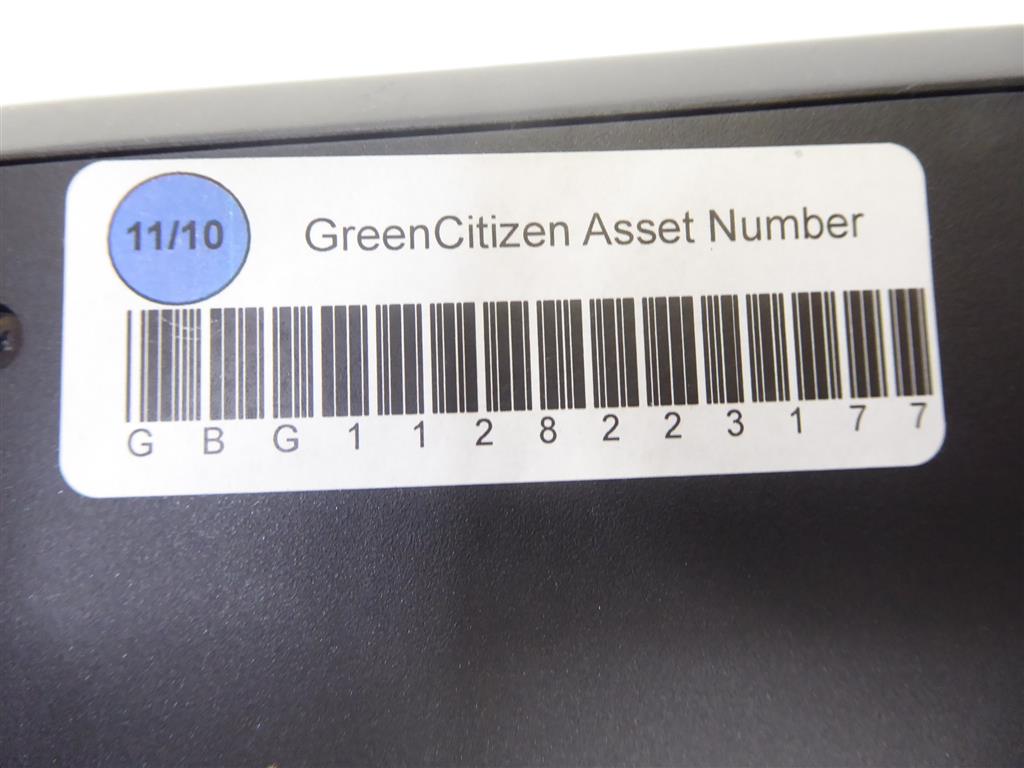 11/10
GreenCitizen Asset Number
G B G 1 1 2 8 2 2 3 1 7 7